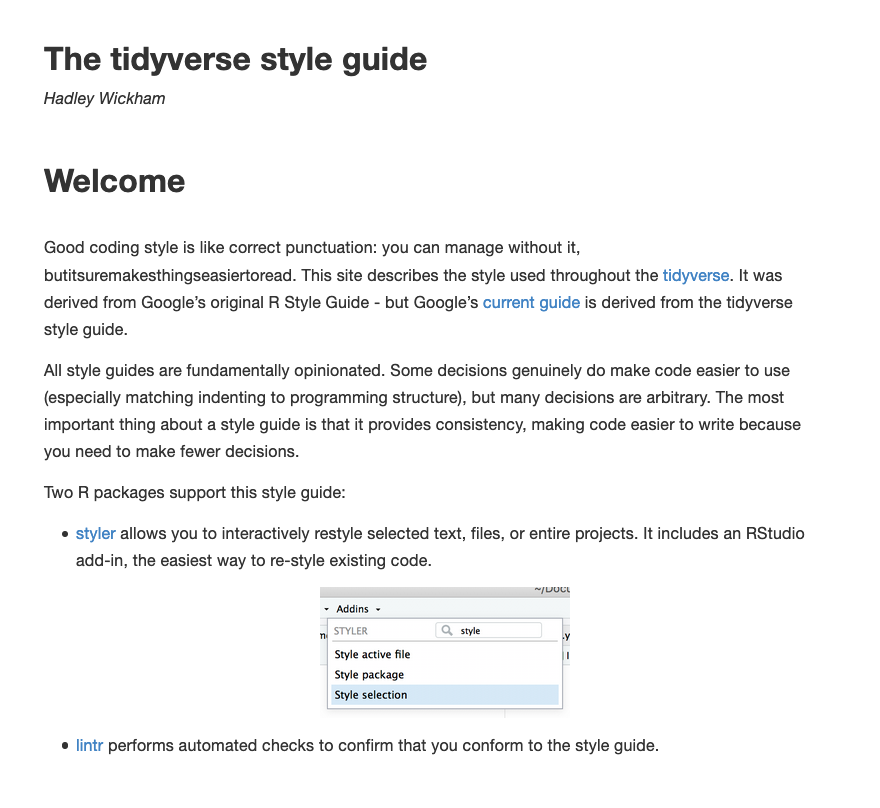 The tidyverse style guide
Hadley Wickham
Welcome
Good coding style is like correct punctuation: you can manage without it,
butitsuremakesthingseasiertoread. This site describes the style used throughout the tidyverse. It was
derived from Google’s original R Style Guide - but Google’s current guide is derived from the tidyverse
style guide.
All style guides are fundamentally opinionated. Some decisions genuinely do make code easier to use
(especially matching indenting to programming structure), but many decisions are arbitrary. The most
important thing about a style guide is that it provides consistency, making code easier to write because
you need to make fewer decisions.
Two R packages support this style guide:
• styler allows you to interactively restyle selected text, files, or entire projects. It includes an RStudio
add-in, the easiest way to re-style existing code.
Addins
STYLER style
Style active file
Style package
Style selection
• lintr performs automated checks to confirm that you conform to the style guide.